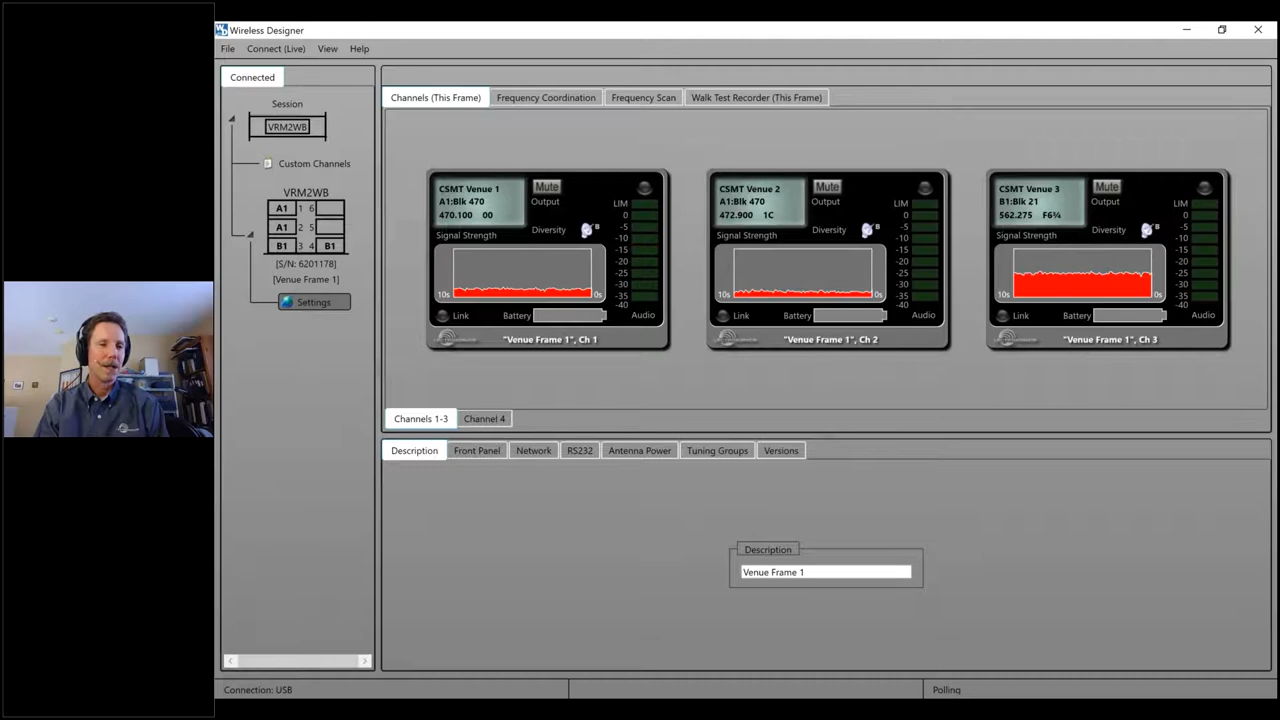 Wireless Designer
File Connect (Live) View Help
Connected
Session
VRM2WB
Custom Channels
VRM2WB
A1 1 6
A1 2 5
B1 3 4 B1
[S/N: 6201178]
[Venue Frame 1]
Settings
Channels (This Frame) Frequency Coordination Frequency Scan Walk Test Recorder (This Frame)
CSMT Venue 1
A1:Blk 470
470.100 00
Mute
Output
Diversity B
Signal Strength
10s 0s
LIM
0
-5
-10
-15
-20
-25
-30
-35
-40
Link Battery Audio
"Venue Frame 1", Ch 1
CSMT Venue 2
A1:Blk 470
472.900 1C
Mute
Output
Diversity B
Signal Strength
10s 0s
LIM
0
-5
-10
-15
-20
-25
-30
-35
-40
Link Battery Audio
"Venue Frame 1", Ch 2
CSMT Venue 3
B1:Blk 21
562.275 F6¾
Mute
Output
Diversity B
Signal Strength
10s 0s
LIM
0
-5
-10
-15
-20
-25
-30
-35
-40
Link Battery Audio
"Venue Frame 1", Ch 3
Channels 1-3 Channel 4
Description Front Panel Network RS232 Antenna Power Tuning Groups Versions
Description
Venue Frame 1
Connection: USB
Polling